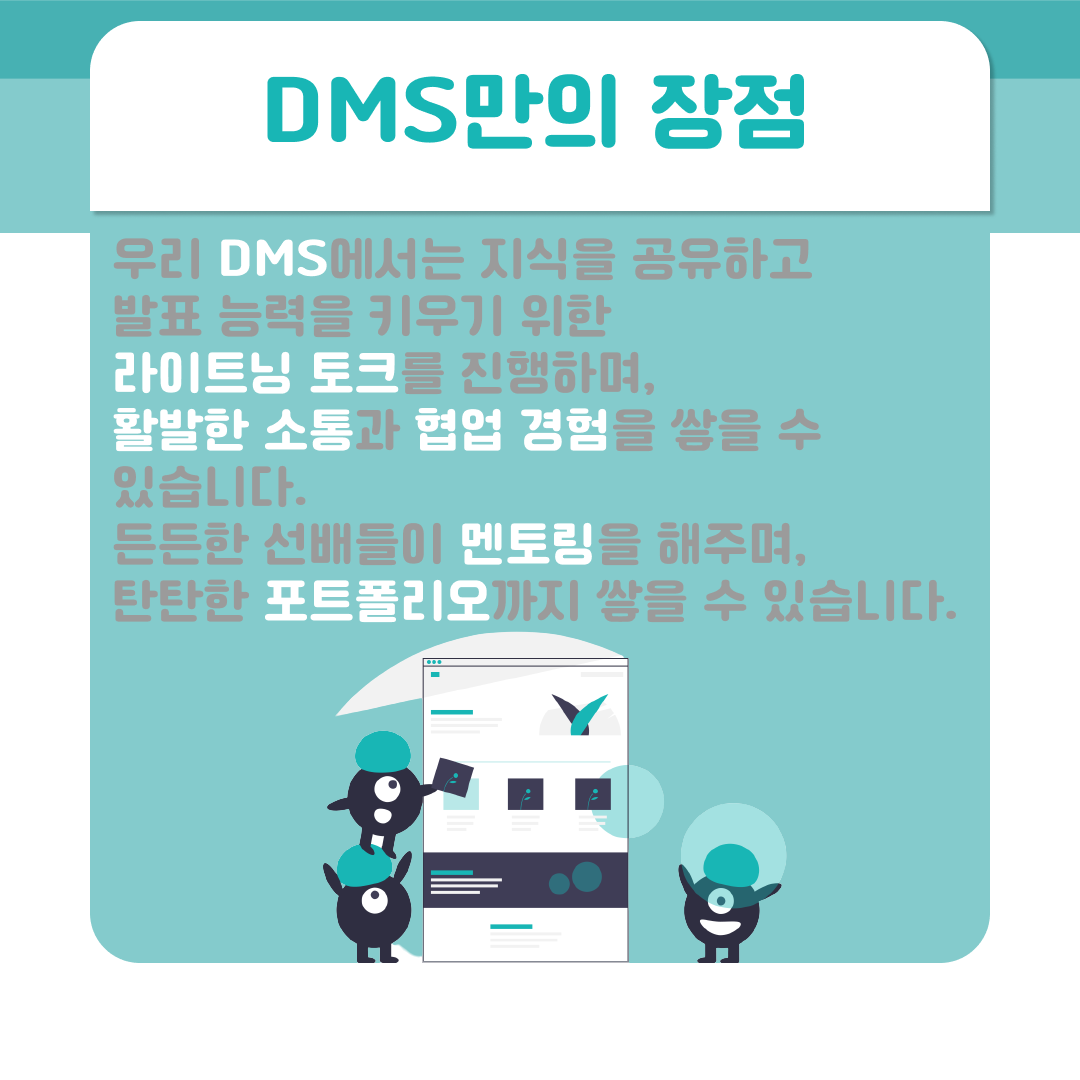 DMS만의 장점
우리 DMS에서는 지식을 공유하고
발표 능력을 키우기 위한
라이트닝 토크를 진행하며,
활발한 소통과 협업 경험을 쌓을 수
있습니다.
든든한 선배들이 멘토링을 해주며,
탄탄한 포트폴리오까지 쌓을 수 있습니다.